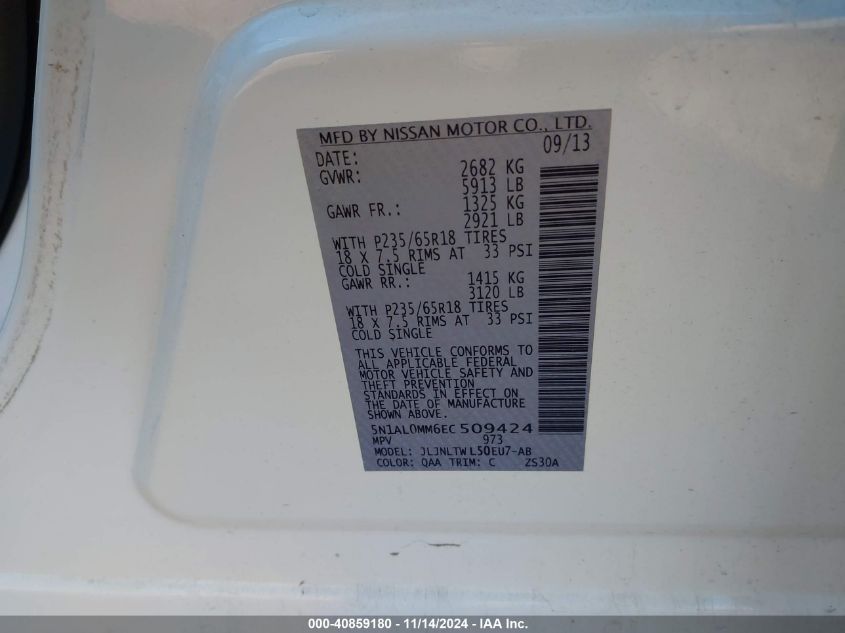 MFD BY NISSAN MOTOR CO., LTD.
DATE: 09/13
GVWR: 2682 KG
5913 LB
GAWR FR.: 1325 KG
2921 LB
WITH P235/65R18 TIRES
18 X 7.5 RIMS AT 33 PSI
COLD SINGLE
GAWR RR.: 1415 KG
3120 LB
WITH P235/65R18 TIRES
18 X 7.5 RIMS AT 33 PSI
COLD SINGLE
THIS VEHICLE CONFORMS TO
ALL APPLICABLE FEDERAL
MOTOR VEHICLE SAFETY AND
THEFT PREVENTION
STANDARDS IN EFFECT ON
THE DATE OF MANUFACTURE
SHOWN ABOVE.
5N1AL0MM6EC 509424
MPV 973
MODEL: JLJNLTW L50EU7-AB
COLOR: QAA TRIM: C ZS30A
000-40859180 - 11/14/2024 - IAA Inc.